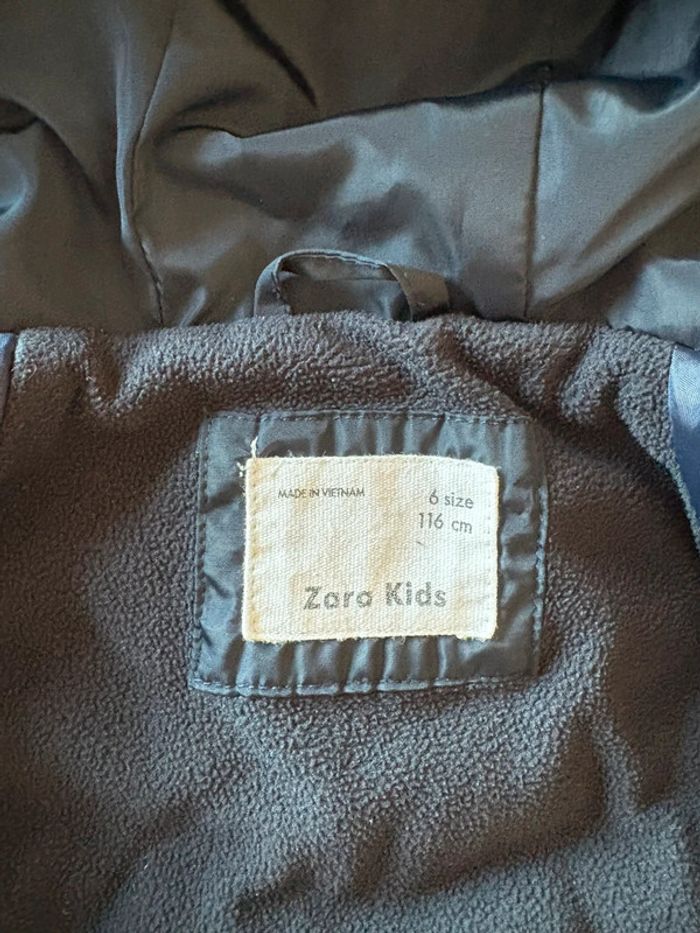 MADE IN VIETNAM
6 size
116 cm
Zara Kids